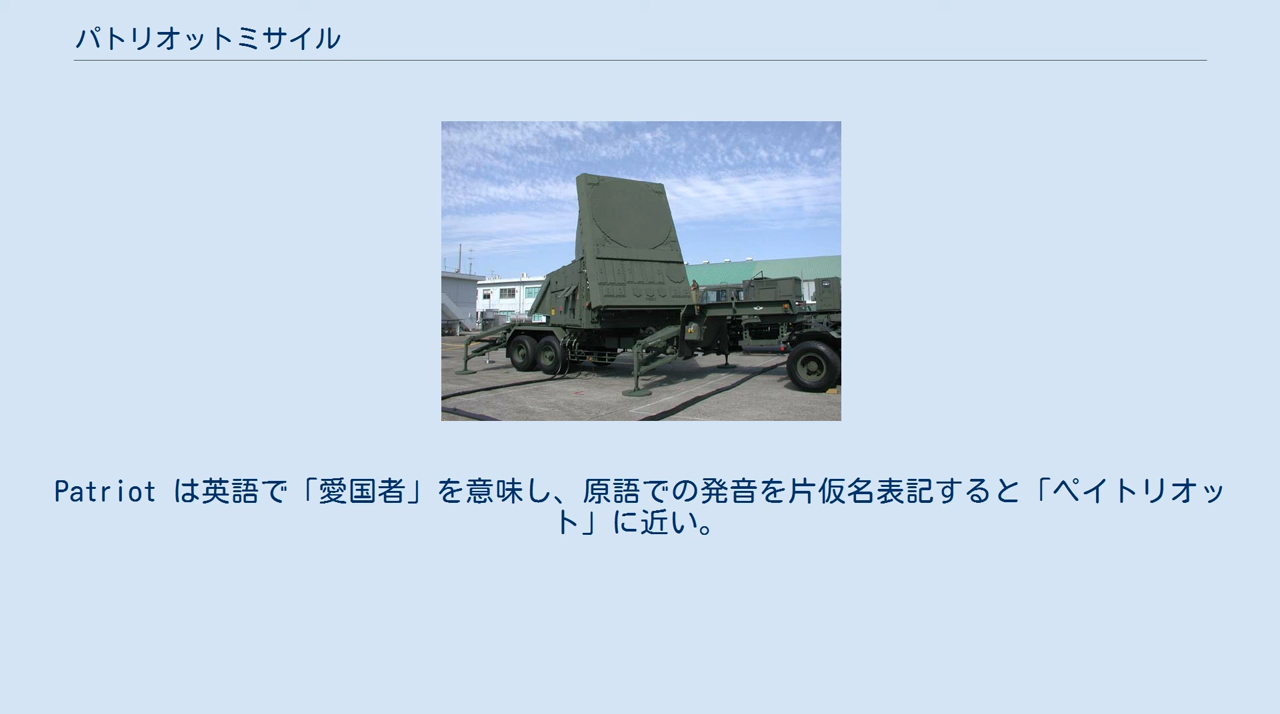 パトリオットミサイル
Patriot は英語で「愛国者」を意味し、原語での発音を片仮名表記すると「ペイトリオッ
ト」に近い。